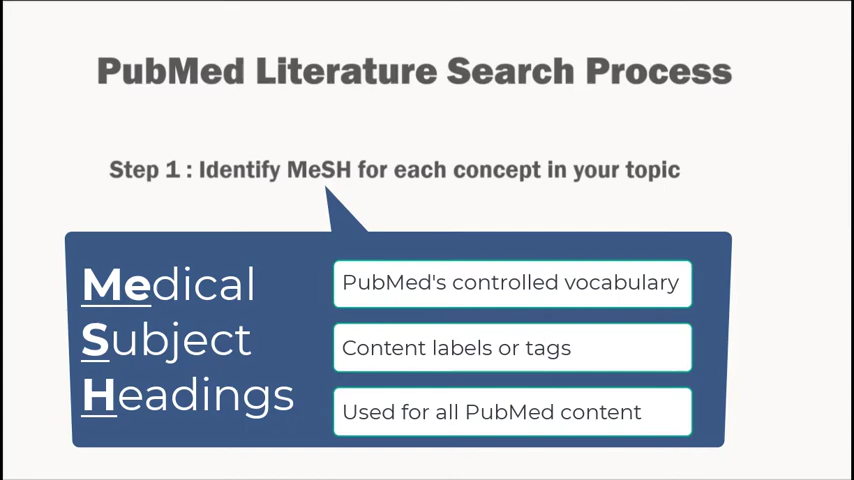 PubMed Literature Search Process
Step 1 : Identify MeSH for each concept in your topic
Medical
Subject
Headings
PubMed's controlled vocabulary
Content labels or tags
Used for all PubMed content